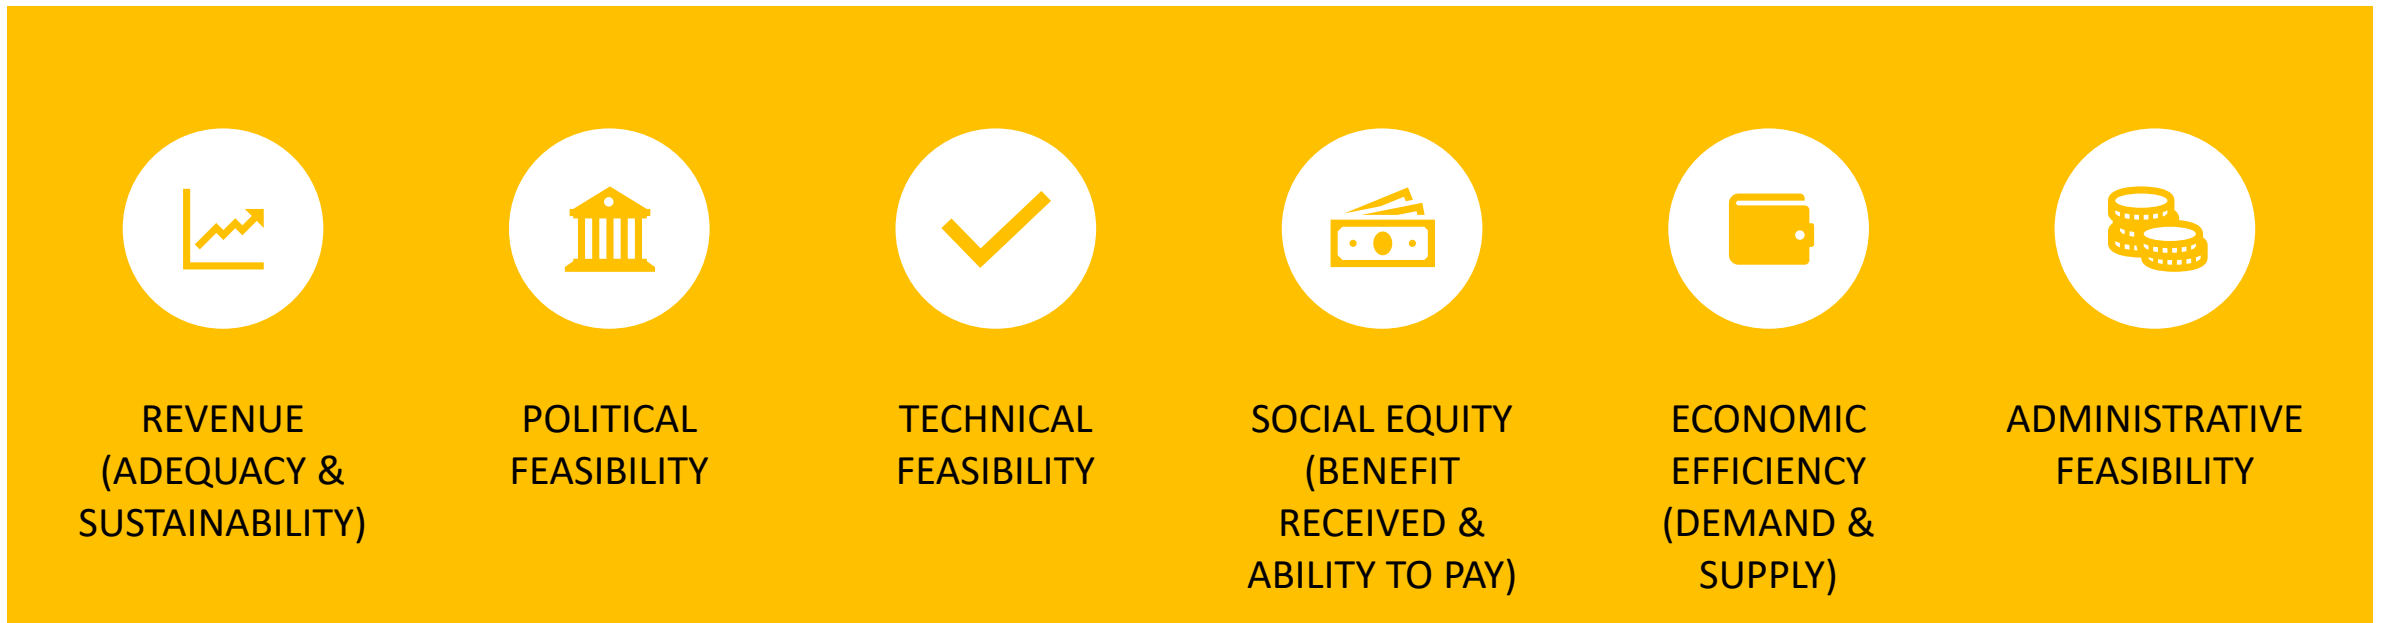 REVENUE
(ADEQUACY &
SUSTAINABILITY)
POLITICAL
FEASIBILITY
TECHNICAL
FEASIBILITY
SOCIAL EQUITY
(BENEFIT
RECEIVED &
ABILITY TO PAY)
ECONOMIC
EFFICIENCY
(DEMAND &
SUPPLY)
ADMINISTRATIVE
FEASIBILITY